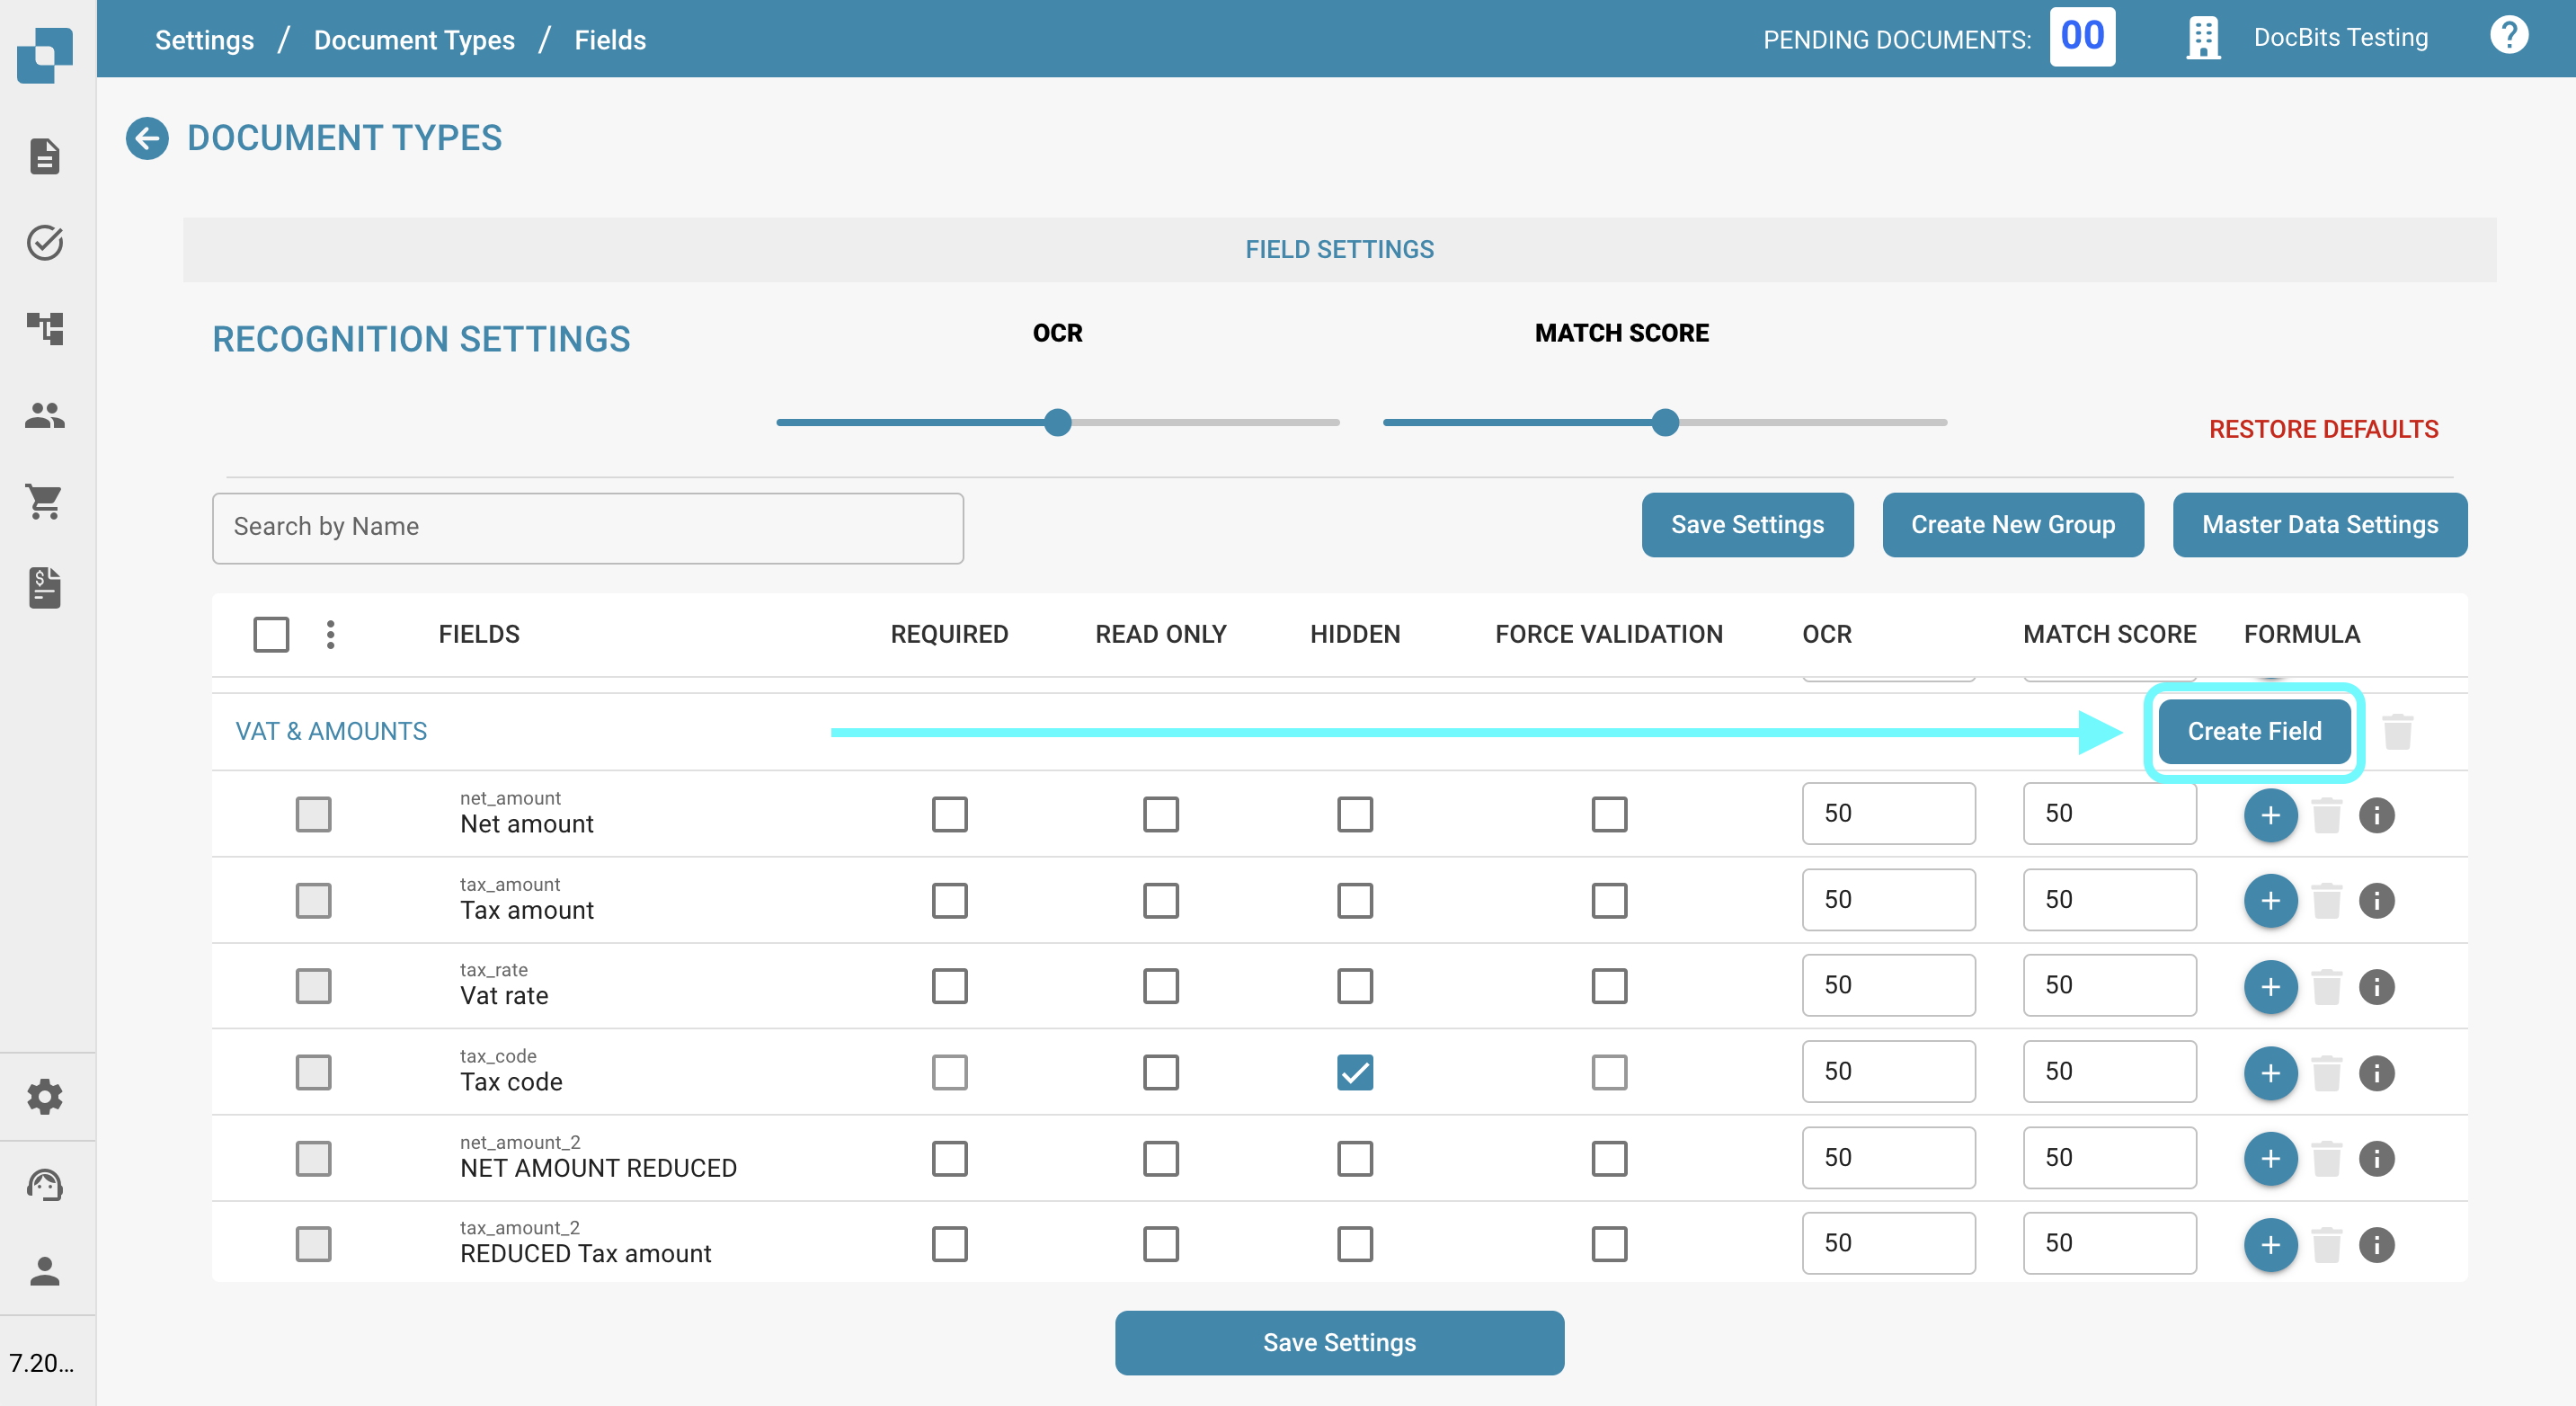 Settings / Document Types / Fields
PENDING DOCUMENTS: 00
DocBits Testing
?
DOCUMENT TYPES
FIELD SETTINGS
RECOGNITION SETTINGS
OCR
MATCH SCORE
RESTORE DEFAULTS
Search by Name
Save Settings
Create New Group
Master Data Settings
FIELDS REQUIRED READ ONLY HIDDEN FORCE VALIDATION OCR MATCH SCORE FORMULA
VAT & AMOUNTS
Create Field
net_amount
Net amount
50 50
tax_amount
Tax amount
50 50
tax_rate
Vat rate
50 50
tax_code
Tax code
50 50
net_amount_2
NET AMOUNT REDUCED
50 50
tax_amount_2
REDUCED Tax amount
50 50
Save Settings
7.20...